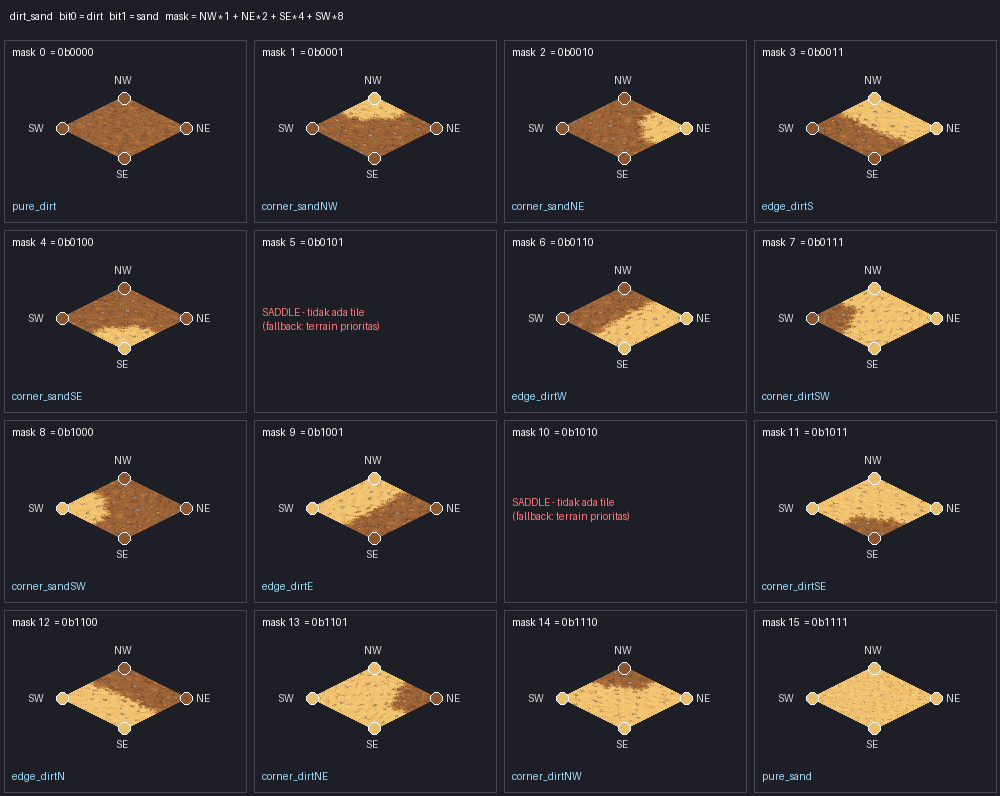 dirt_sand bit0 = dirt bit1 = sand mask = NW*1 + NE*2 + SE*4 + SW*8
mask 0 = 0b0000
NW
SW
NE
SE
pure_dirt
mask 1 = 0b0001
NW
SW
NE
SE
corner_sandNW
mask 2 = 0b0010
NW
SW
NE
SE
corner_sandNE
mask 3 = 0b0011
NW
SW
NE
SE
edge_dirtS
mask 4 = 0b0100
NW
SW
NE
SE
corner_sandSE
mask 5 = 0b0101
SADDLE - tidak ada tile
(fallback: terrain prioritas)
mask 6 = 0b0110
NW
SW
NE
SE
edge_dirtW
mask 7 = 0b0111
NW
SW
NE
SE
corner_dirtSW
mask 8 = 0b1000
NW
SW
NE
SE
corner_sandSW
mask 9 = 0b1001
NW
SW
NE
SE
edge_dirtE
mask 10 = 0b1010
SADDLE - tidak ada tile
(fallback: terrain prioritas)
mask 11 = 0b1011
NW
SW
NE
SE
corner_dirtSE
mask 12 = 0b1100
NW
SW
NE
SE
edge_dirtN
mask 13 = 0b1101
NW
SW
NE
SE
corner_dirtNE
mask 14 = 0b1110
NW
SW
NE
SE
corner_dirtNW
mask 15 = 0b1111
NW
SW
NE
SE
pure_sand